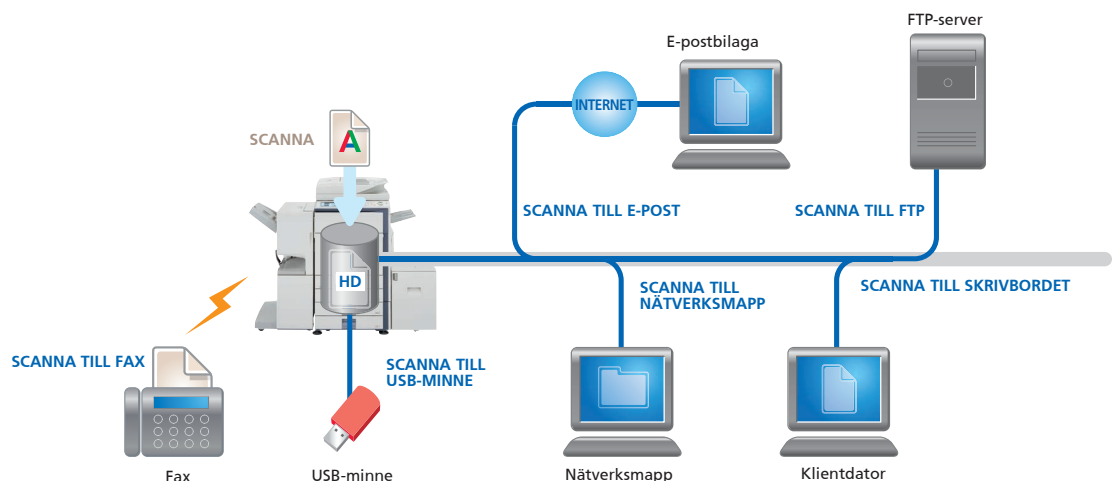 FTP-server
E-postbilaga
INTERNET
SCANNA
A
SCANNA TILL E-POST
SCANNA TILL FTP
HD
SCANNA TILL
NÄTVERKSMAPP
SCANNA TILL SKRIVBORDET
SCANNA TILL FAX
SCANNA TILL
USB-MINNE
Fax
USB-minne
Nätverksmapp
Klientdator